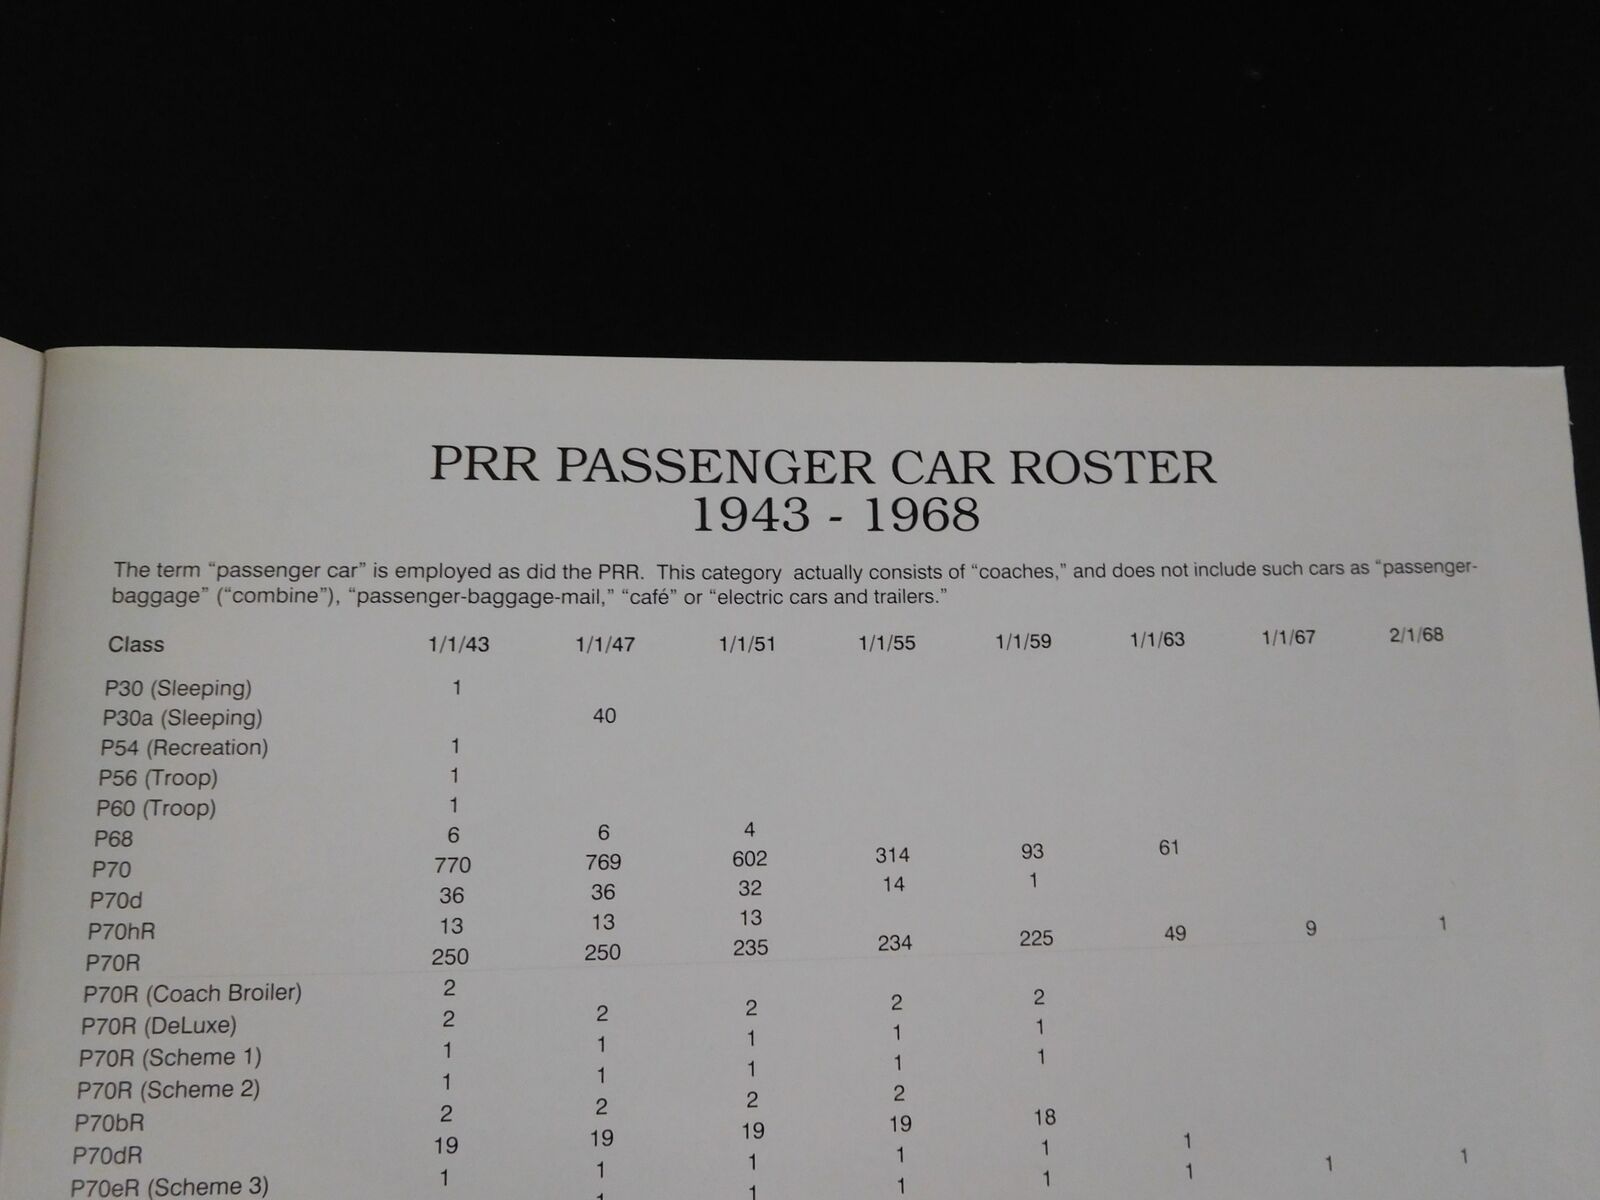 PRR PASSENGER CAR ROSTER
1943 - 1968
The term “passenger car” is employed as did the PRR. This category actually consists of “coaches,” and does not include such cars as “passenger-
baggage” (“combine”), “passenger-baggage-mail,” “café” or “electric cars and trailers.”
Class 1/1/43 1/1/47 1/1/51 1/1/55 1/1/59 1/1/63 1/1/67 2/1/68
P30 (Sleeping) 1
P30a (Sleeping) 40
P54 (Recreation) 1
P56 (Troop) 1
P60 (Troop) 1
P68 6 6 4
P70 770 769 602 314 93 61
P70d 36 36 32 14 1
P70hR 13 13 13
P70R 250 250 235 234 225 49 9 1
P70R (Coach Broiler) 2
P70R (DeLuxe) 2 2 2 2 2
P70R (Scheme 1) 1 1 1 1 1
P70R (Scheme 2) 1 1 1 1 1
P70bR 2 2 2 2
P70dR 19 19 19 19 18
P70eR (Scheme 3) 1 1 1 1 1 1
1 1 1 1 1 1 1